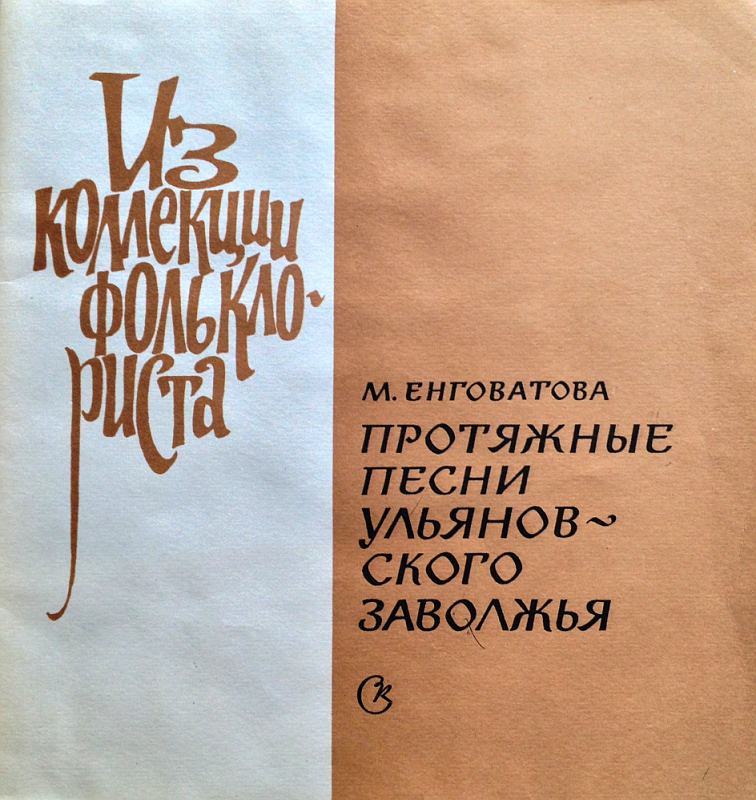 Из
коллекции
фолькло-
риста
М. ЕНГОВАТОВА
ПРОТЯЖНЫЕ
ПЕСНИ
УЛЬЯНОВ~
СКОГО
ЗАВОЛЖЬЯ